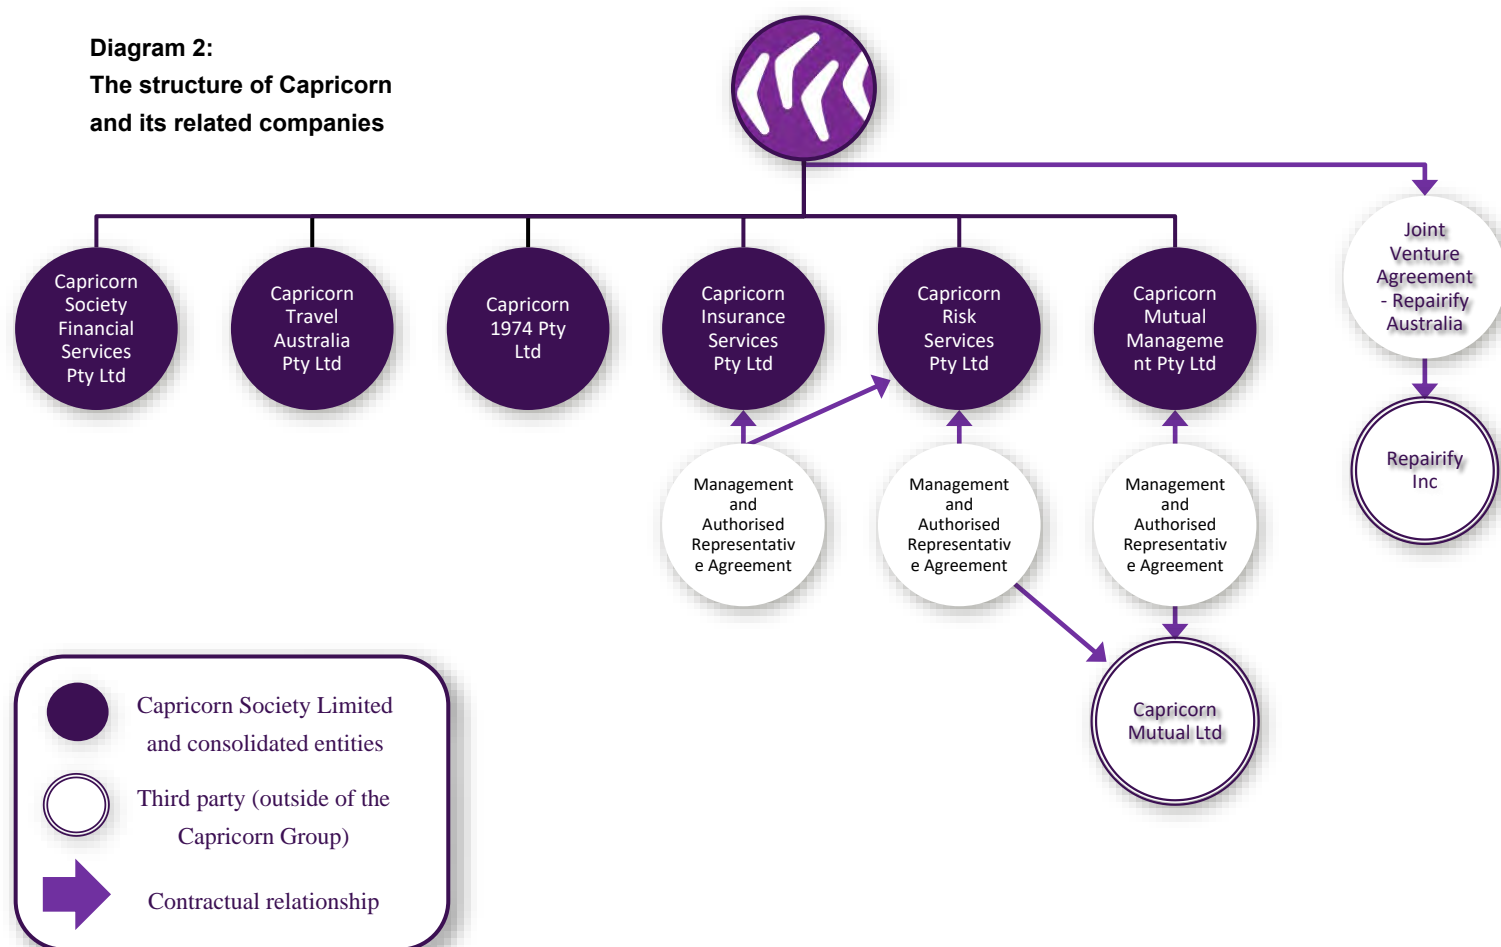 Diagram 2:
The structure of Capricorn
and its related companies
Capricorn
Society
Financial
Services
Pty Ltd
Capricorn
Travel
Australia
Pty Ltd
Capricorn
1974 Pty
Ltd
Capricorn
Insurance
Services
Pty Ltd
Capricorn
Risk
Services
Pty Ltd
Capricorn
Mutual
Manageme
nt Pty Ltd
Joint
Venture
Agreement
- Repairify
Australia
Repairify
Inc
Management
and
Authorised
Representativ
e Agreement
Management
and
Authorised
Representativ
e Agreement
Management
and
Authorised
Representativ
e Agreement
Capricorn
Mutual Ltd
Capricorn Society Limited
and consolidated entities
Third party (outside of the
Capricorn Group)
Contractual relationship